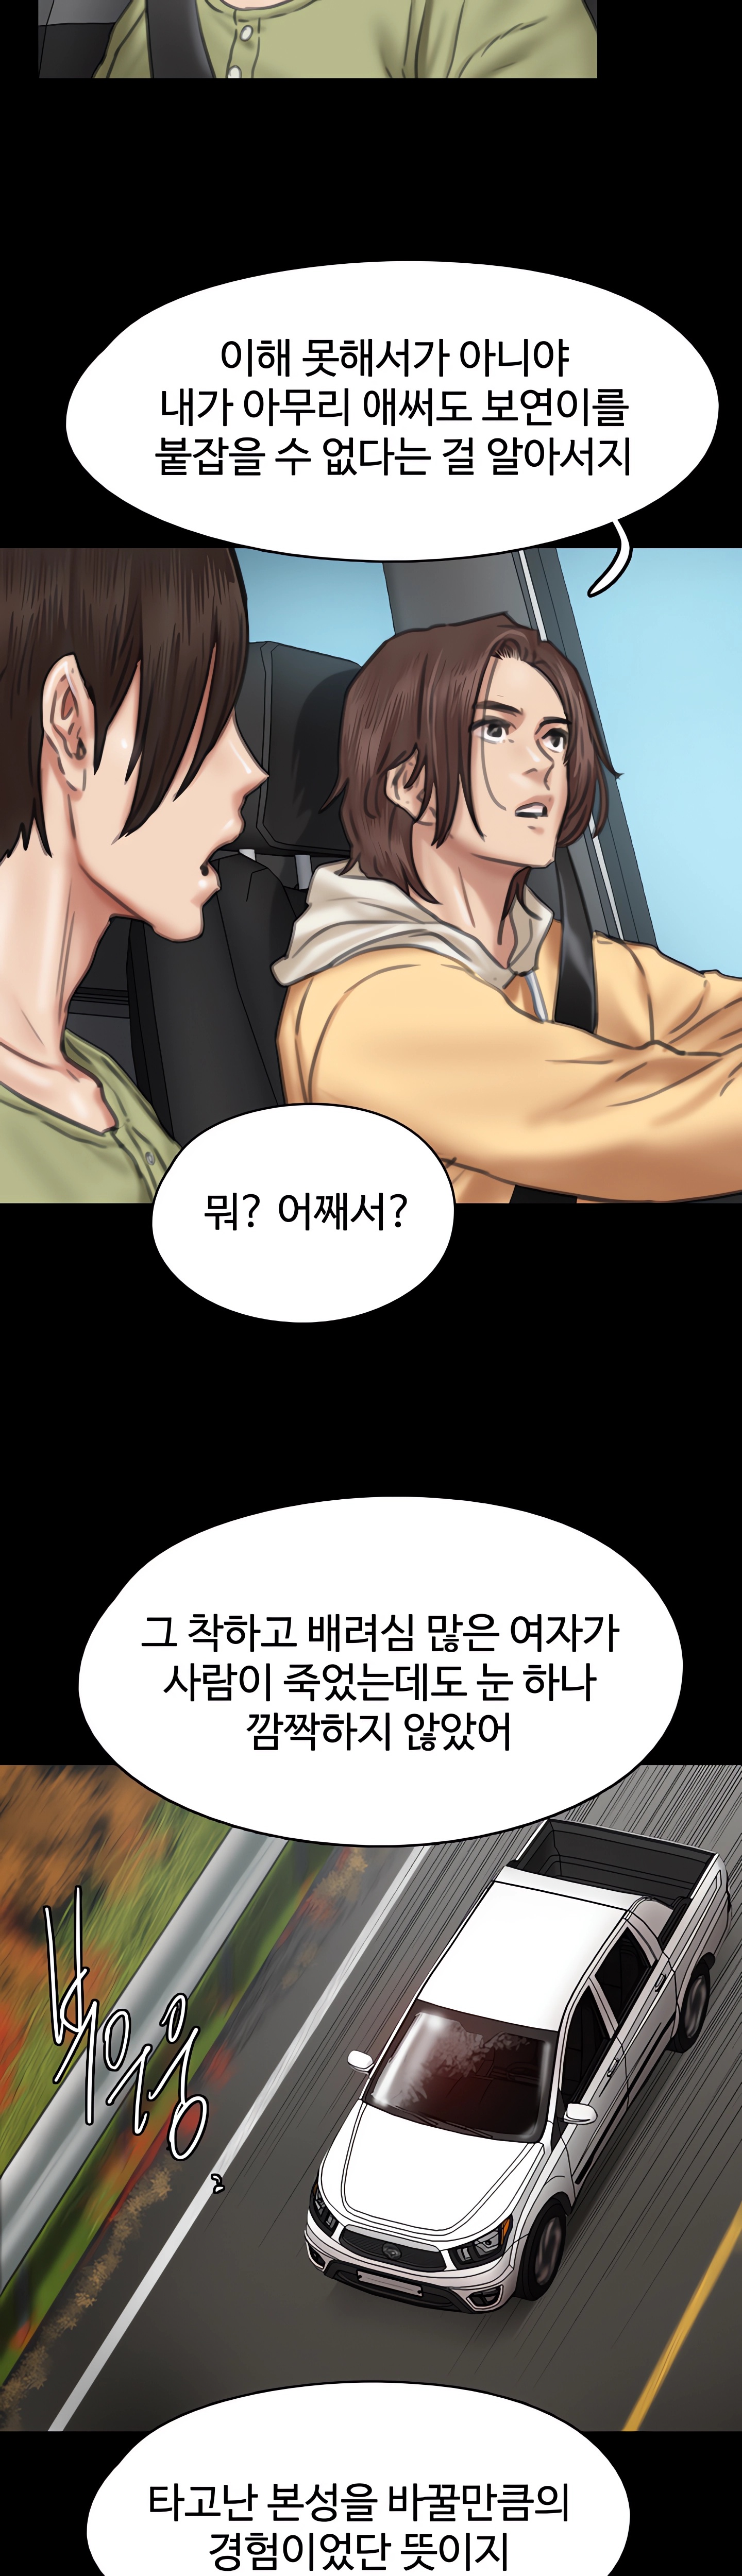 이해 못해서가 아니야
내가 아무리 애써도 보연이를
붙잡을 수 없다는 걸 알아서지
뭐? 어째서?
그 착하고 배려심 많은 여자가
사람이 죽었는데도 눈 하나
깜짝하지 않았어
부우웅
타고난 본성을 바꿀만큼의
경험이었단 뜻이지